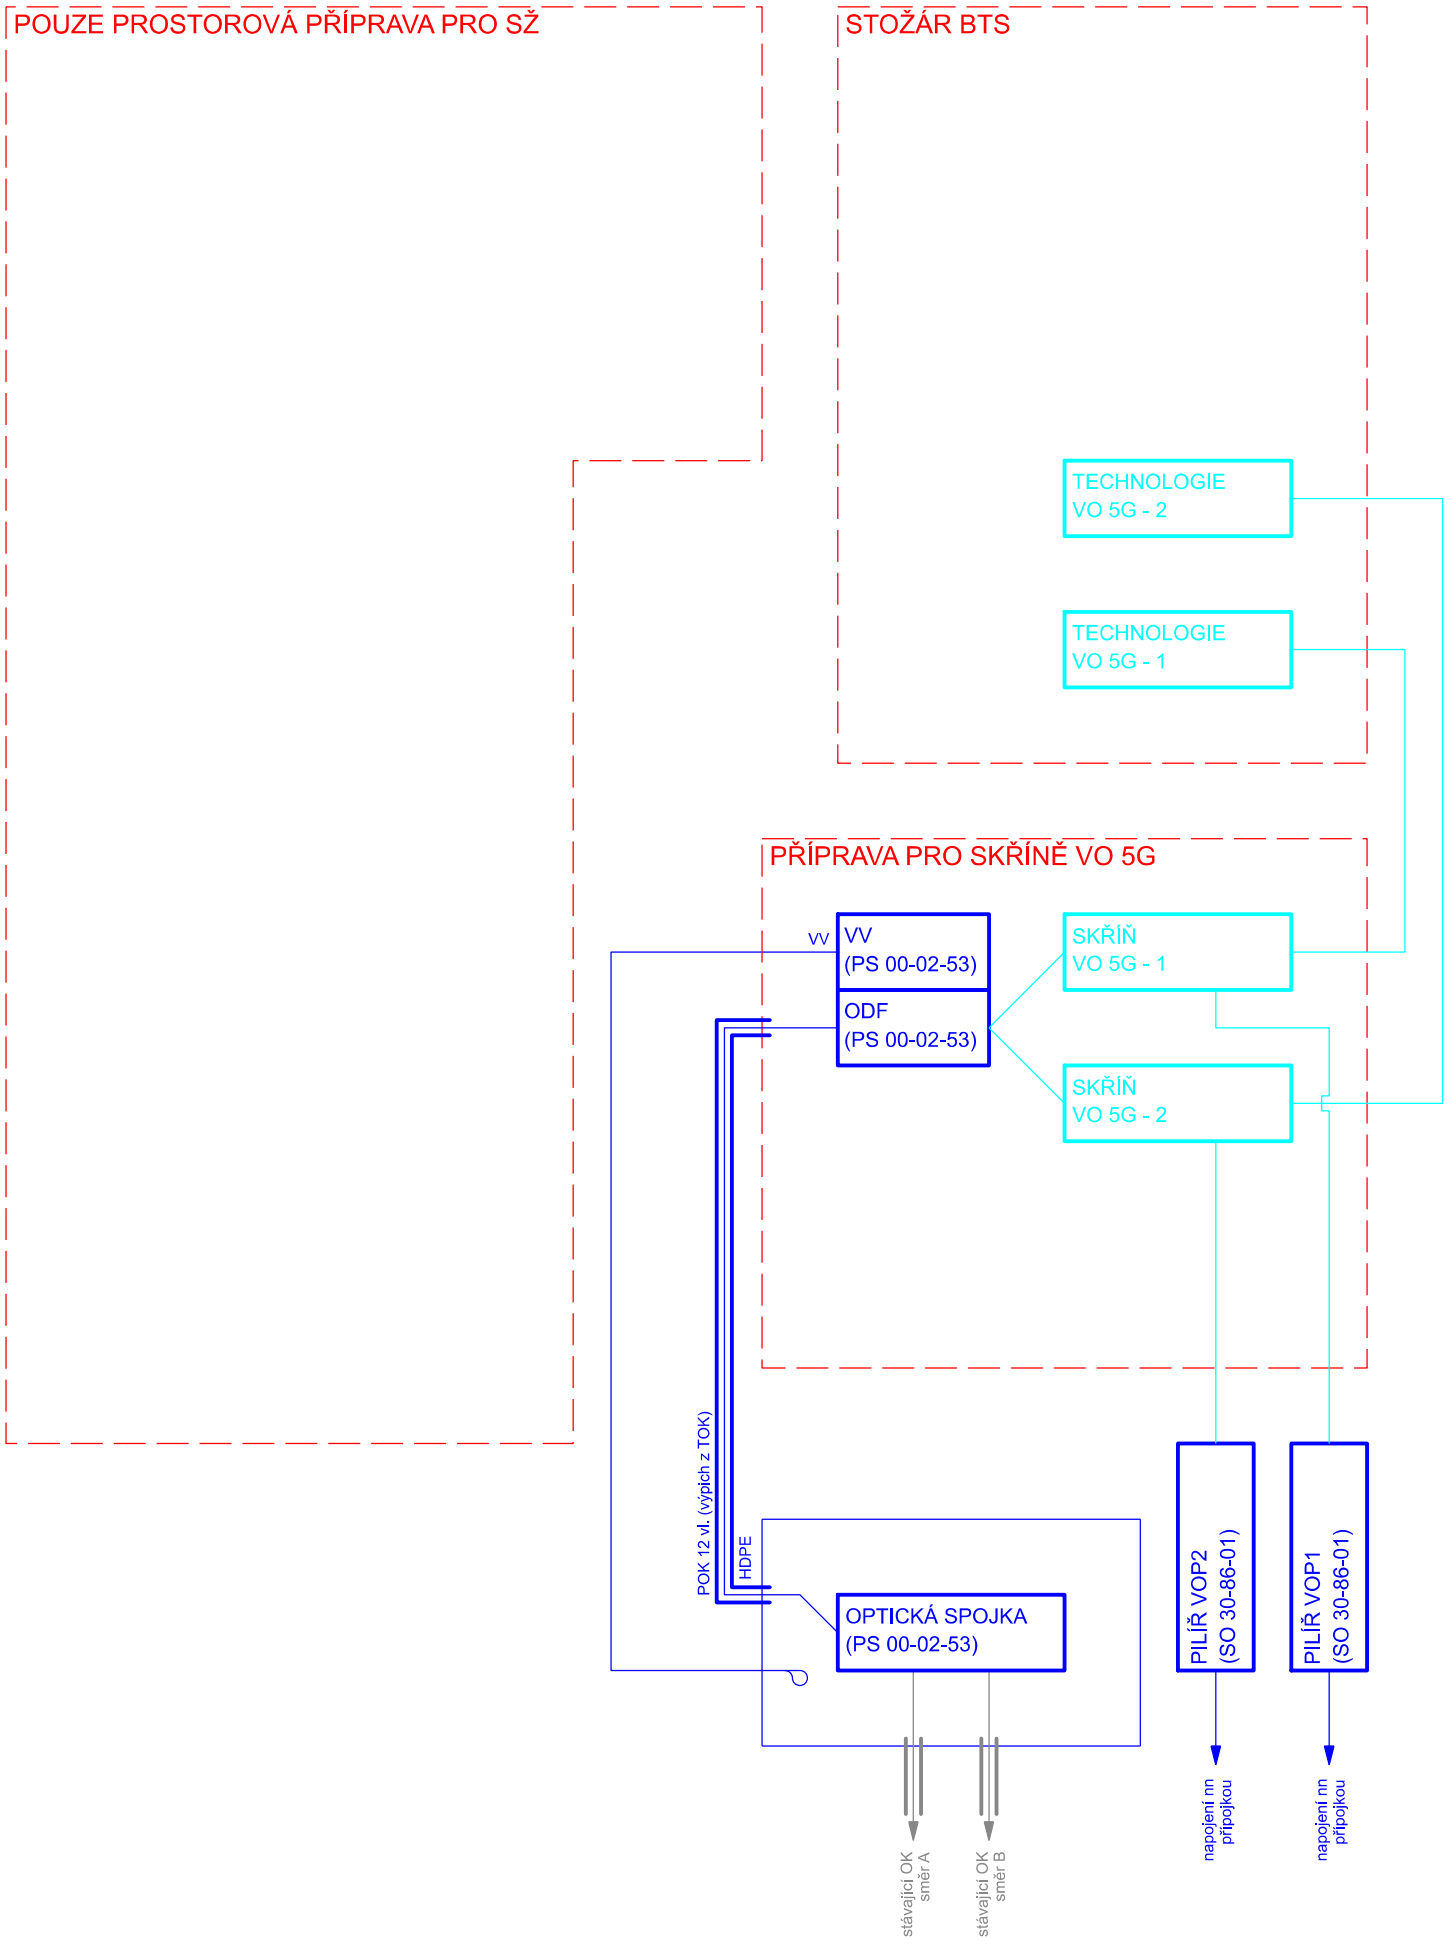 POUZE PROSTOROVÁ PŘÍPRAVA PRO SŽ
STOŽÁR BTS
TECHNOLOGIE
VO 5G - 2
TECHNOLOGIE
VO 5G - 1
PŘÍPRAVA PRO SKŘÍNĚ VO 5G
VV
VV
(PS 00-02-53)
ODF
(PS 00-02-53)
SKŘÍŇ
VO 5G - 1
SKŘÍŇ
VO 5G - 2
POK 12 vl. (výpich z TOK)
HDPE
OPTICKÁ SPOJKA
(PS 00-02-53)
PILÍŘ VOP2
(SO 30-86-01)
PILÍŘ VOP1
(SO 30-86-01)
napojení nn
přípojkou
napojení nn
přípojkou
stávající OK
směr A
stávající OK
směr B